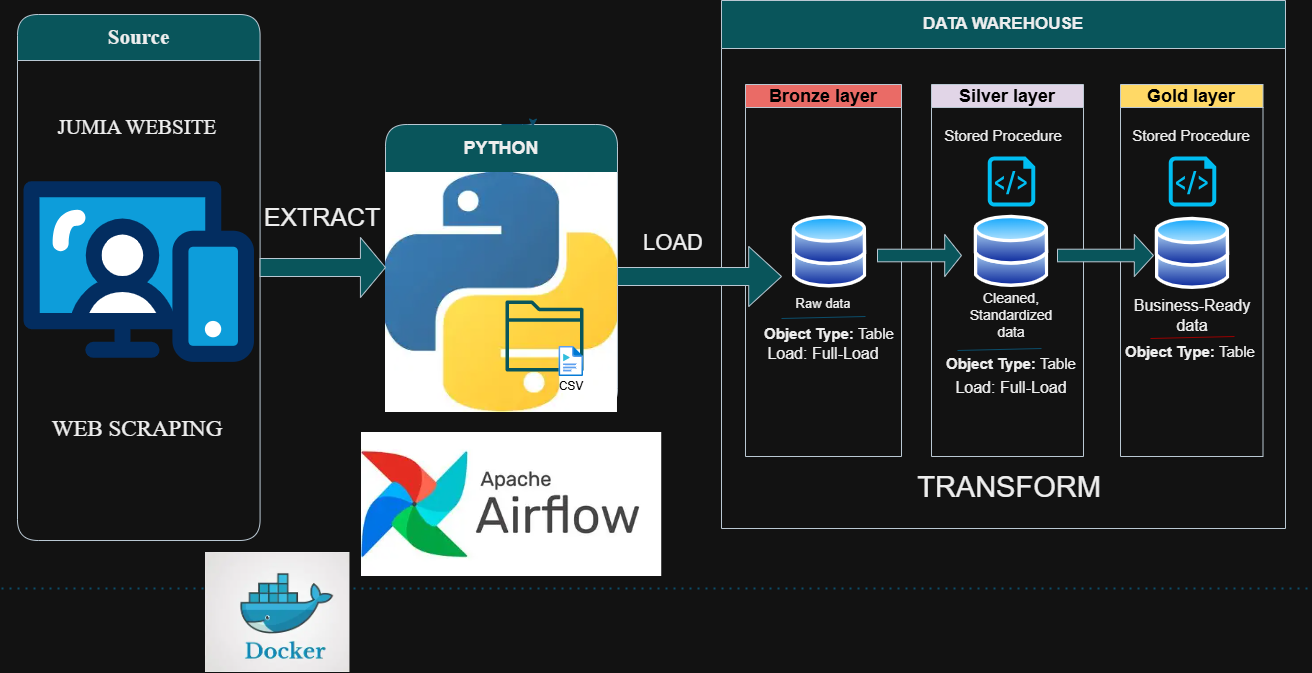 Source
JUMIA WEBSITE
WEB SCRAPING
EXTRACT
PYTHON
CSV
LOAD
Apache
Airflow
Docker
DATA WAREHOUSE
Bronze layer
Raw data
Object Type: Table
Load: Full-Load
Silver layer
Stored Procedure
</>
Cleaned,
Standardized
data
Object Type: Table
Load: Full-Load
Gold layer
Stored Procedure
</>
Business-Ready
data
Object Type: Table
TRANSFORM